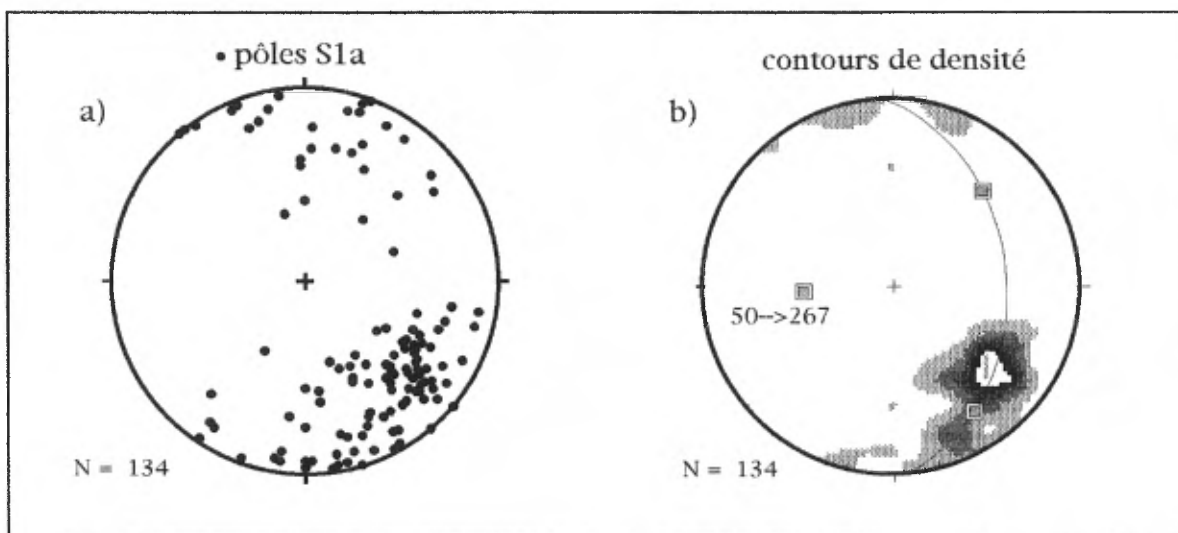 • pôles S1a
a)
N = 134
contours de densité
b)
50-->267
N = 134